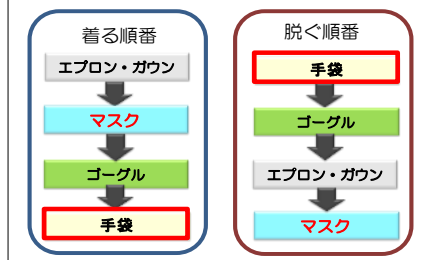 着る順番
エプロン・ガウン
マスク
ゴーグル
手袋
脱ぐ順番
手袋
ゴーグル
エプロン・ガウン
マスク